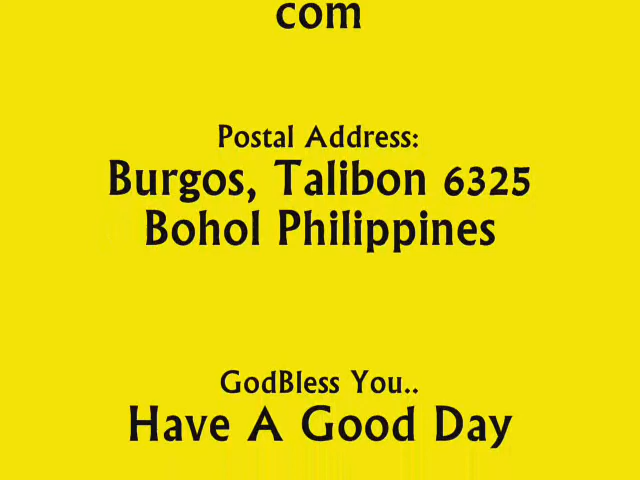 com
Postal Address:
Burgos, Talibon 6325
Bohol Philippines
GodBless You..
Have A Good Day